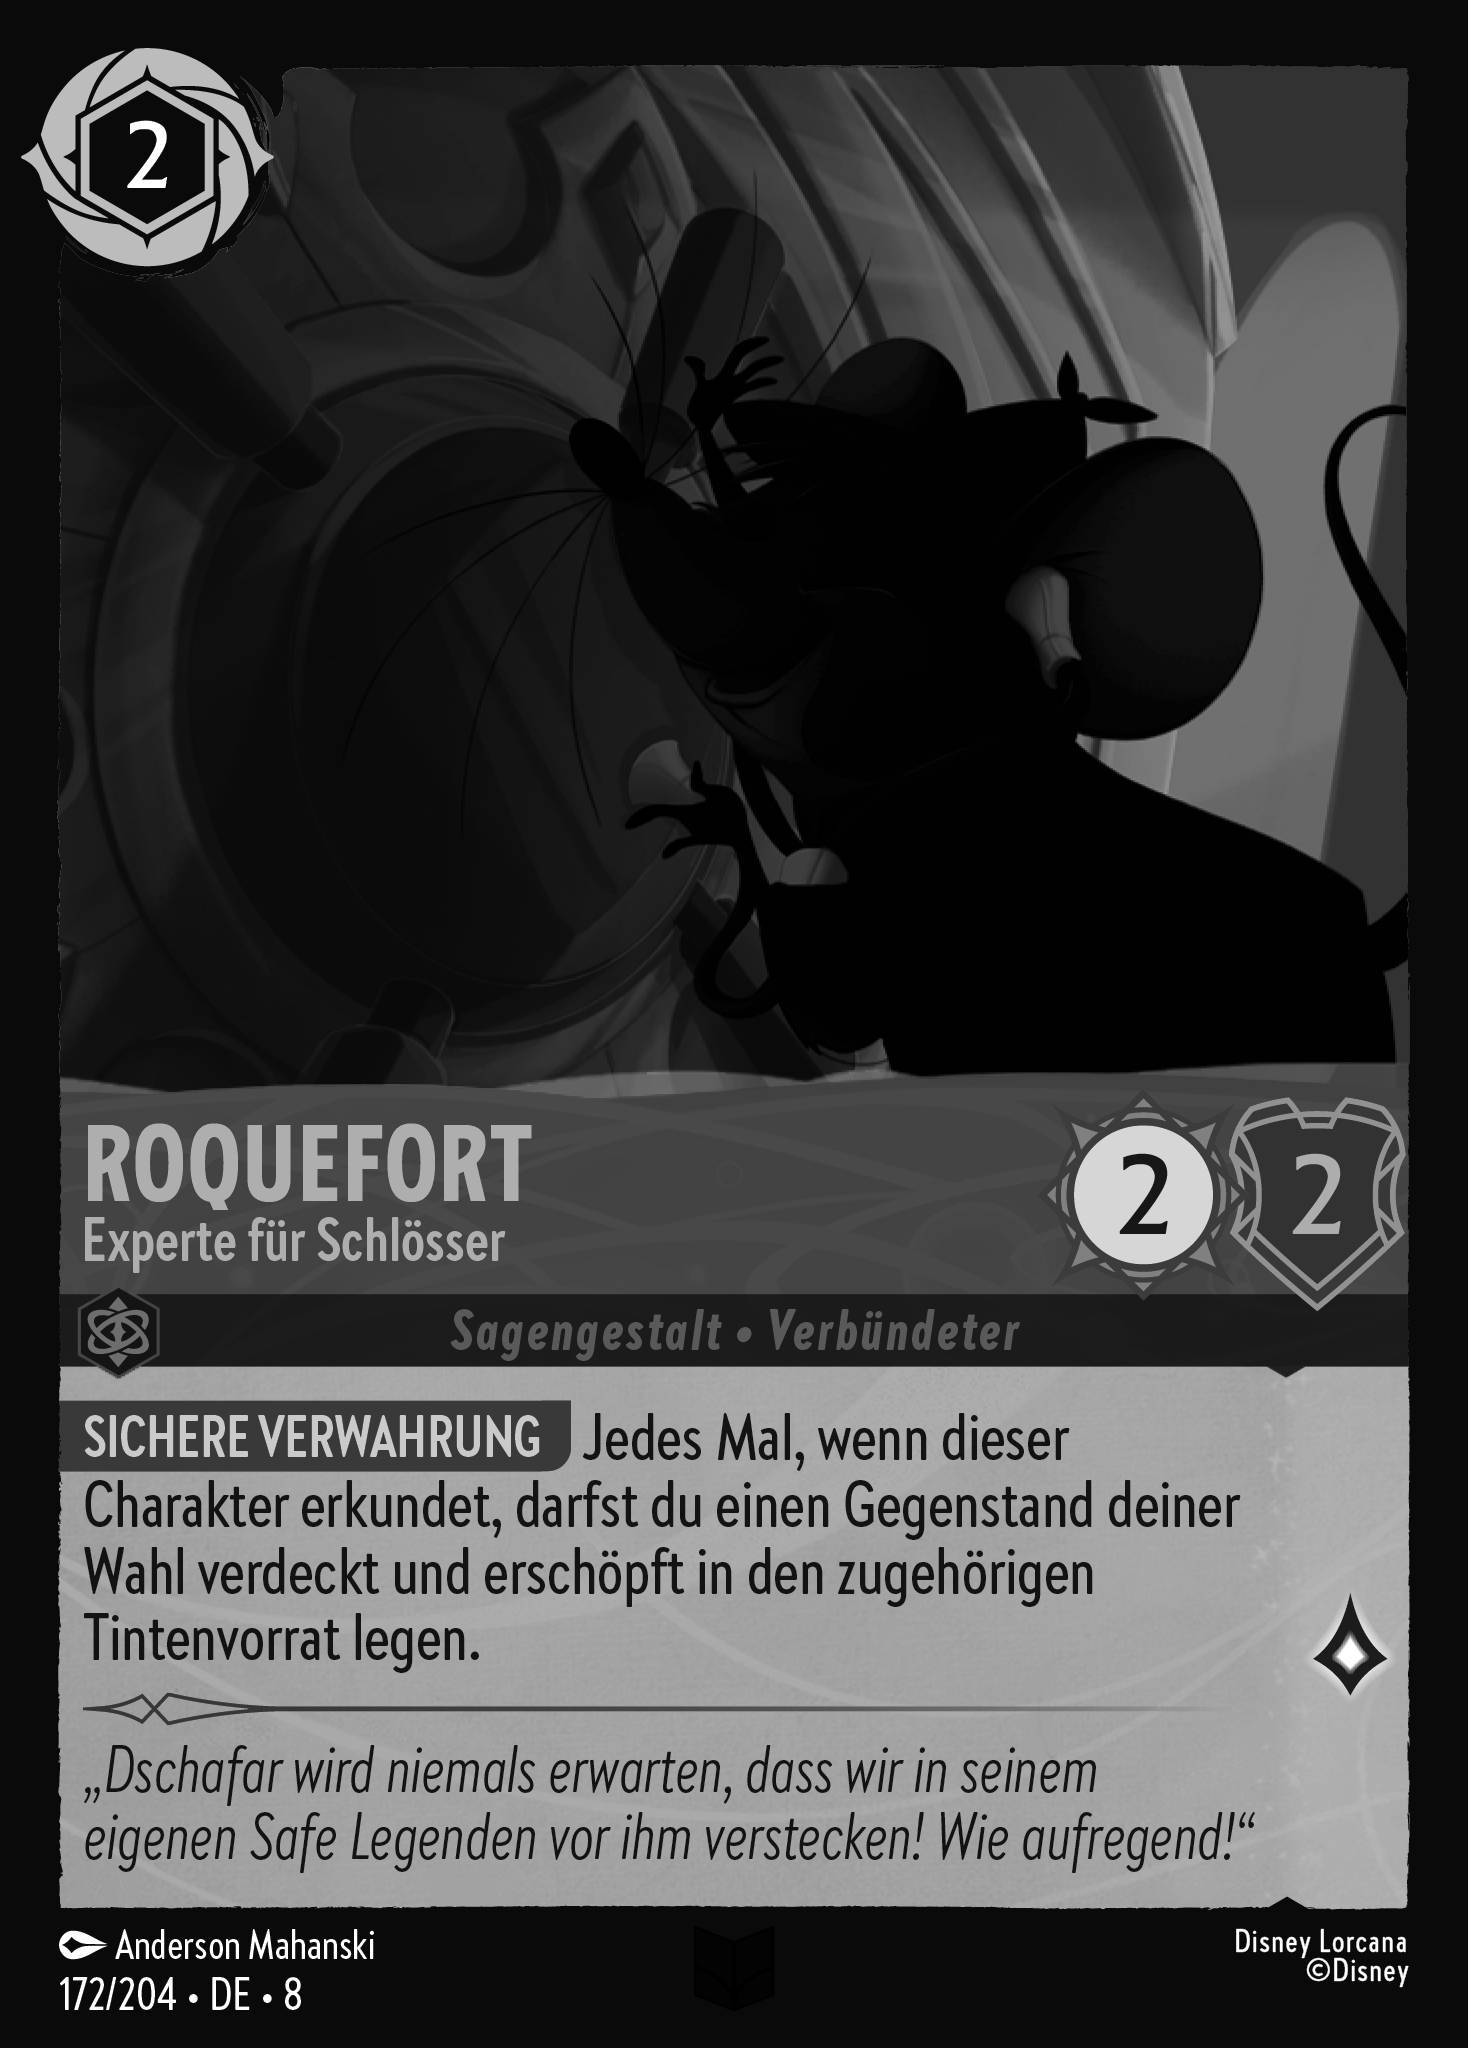 2
ROQUEFORT
Experte für Schlösser
2 2
Sagengestalt • Verbündeter
SICHERE VERWAHRUNG Jedes Mal, wenn dieser
Charakter erkundet, darfst du einen Gegenstand deiner
Wahl verdeckt und erschöpft in den zugehörigen
Tintenvorrat legen.
„Dschafar wird niemals erwarten, dass wir in seinem
eigenen Safe Legenden vor ihm verstecken! Wie aufregend!“
Anderson Mahanski
Disney Lorcana
172/204 • DE • 8
©Disney